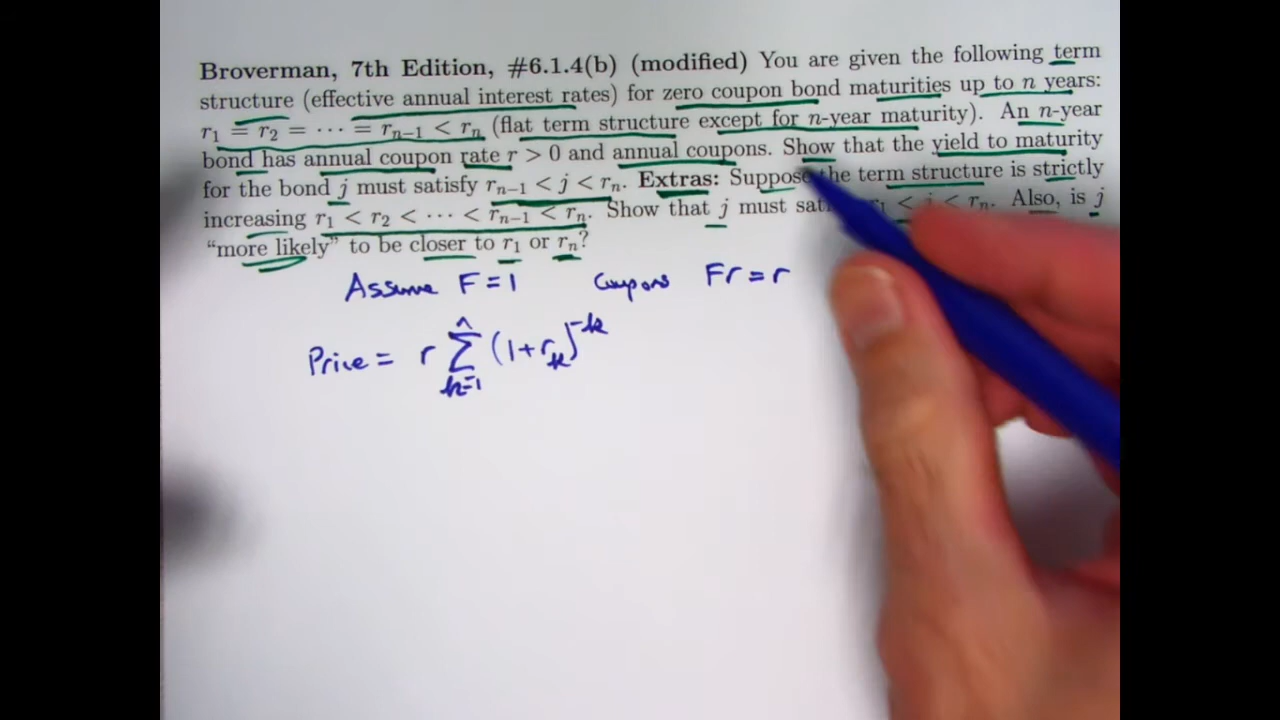 Broverman, 7th Edition, #6.1.4(b) (modified) You are given the following term
structure (effective annual interest rates) for zero coupon bond maturities up to n years:
r₁ = r₂ = ⋯ = rₙ₋₁ < rₙ (flat term structure except for n-year maturity). An n-year
bond has annual coupon rate r > 0 and annual coupons. Show that the yield to maturity
for the bond j must satisfy rₙ₋₁ < j < rₙ. Extras: Suppose the term structure is strictly
increasing r₁ < r₂ < ⋯ < rₙ₋₁ < rₙ. Show that j must r₁ < j < rₙ. Also, is j
"more likely" to be closer to r₁ or rₙ?
Assume F = 1 Coupons Fr = r
Price = r ∑ₖ₌₁ⁿ (1+rₖ)⁻ᵏ